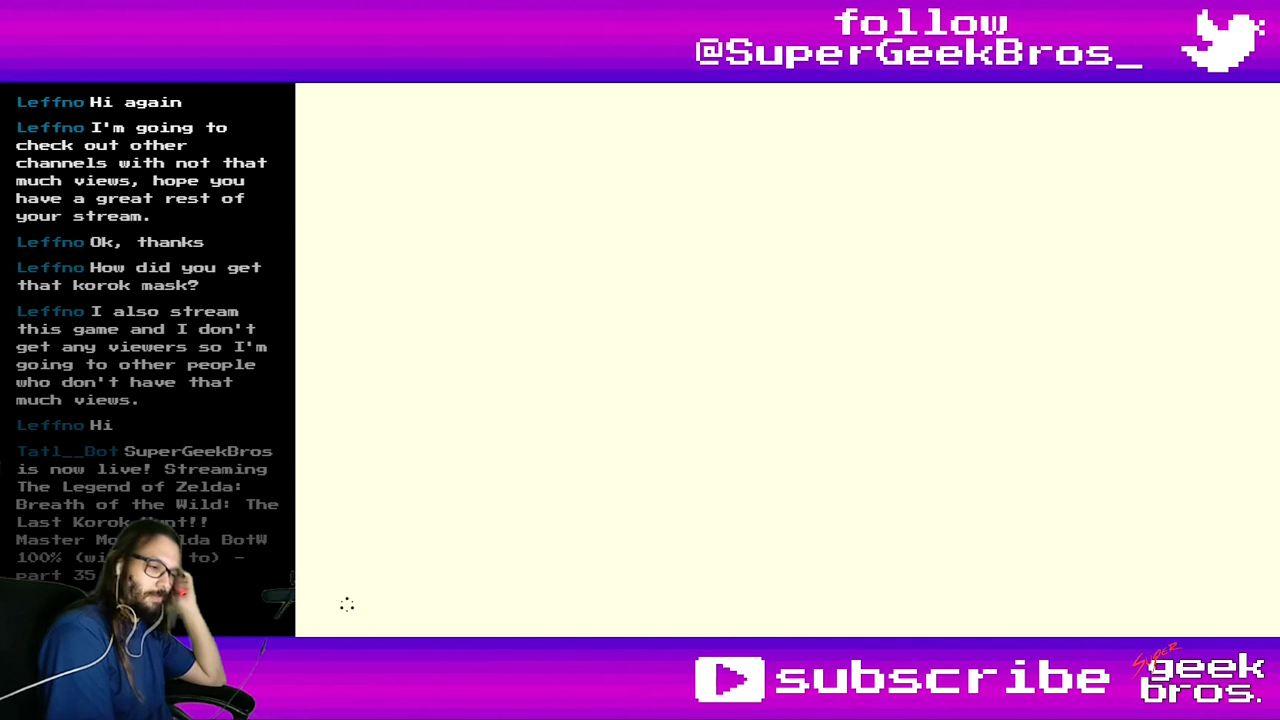 follow
@SuperGeekBros_
Leffno Hi again
Leffno I'm going to
check out other
channels with not that
much views, hope you
have a great rest of
your stream.
Leffno Ok, thanks
Leffno How did you get
that korok mask?
Leffno I also stream
this game and I don't
get any viewers so I'm
going to other people
who don't have that
much views.
Leffno Hi
Tatl__Bot SuperGeekBros
is now live! Streaming
The Legend of Zelda:
Breath of the Wild: The
Last Korok
Master BotW
100% to) -
part 35
subscribe
SUPER
geek
bros.